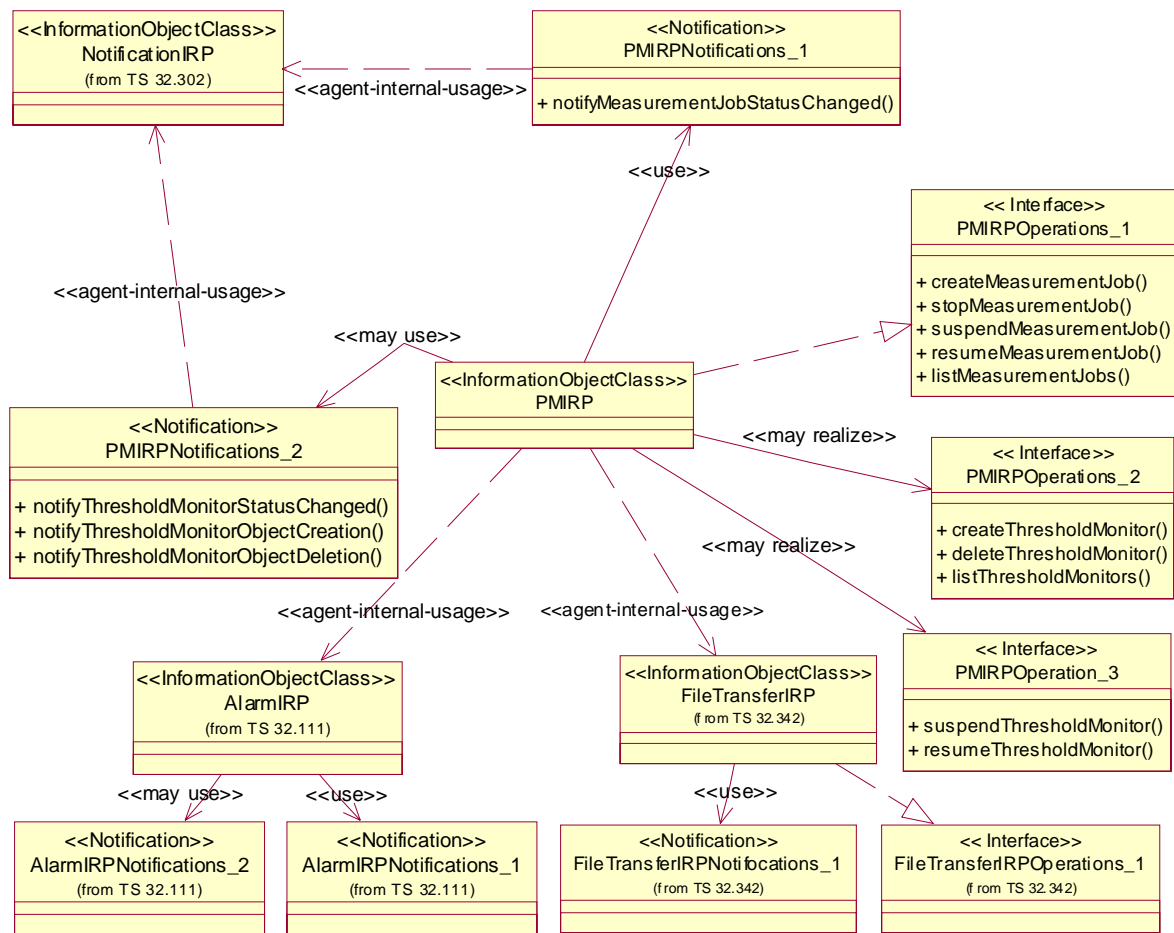 <<InformationObjectClass>>
NotificationIRP
(from TS 32.302)
<<Notification>>
PMIRPNotifications_1
+ notifyMeasurementJobStatusChanged()
<<agent-internal-usage>>
<<use>>
<< Interface>>
PMIRPOperations_1
+ createMeasurementJob()
+ stopMeasurementJob()
+ suspendMeasurementJob()
+ resumeMeasurementJob()
+ listMeasurementJobs()
<<agent-internal-usage>>
<<may use>>
<<InformationObjectClass>>
PMIRP
<<Notification>>
PMIRPNotifications_2
+ notifyThresholdMonitorStatusChanged()
+ notifyThresholdMonitorObjectCreation()
+ notifyThresholdMonitorObjectDeletion()
<<may realize>>
<< Interface>>
PMIRPOperations_2
+ createThresholdMonitor()
+ deleteThresholdMonitor()
+ listThresholdMonitors()
<<may realize>>
<<agent-internal-usage>>
<<agent-internal-usage>>
<< Interface>>
PMIRPOperation_3
+ suspendThresholdMonitor()
+ resumeThresholdMonitor()
<<InformationObjectClass>>
AlarmIRP
(from TS 32.111)
<<InformationObjectClass>>
FileTransferIRP
(from TS 32.342)
<<may use>>
<<use>>
<<use>>
<<Notification>>
AlarmIRPNotifications_2
(from TS 32.111)
<<Notification>>
AlarmIRPNotifications_1
(from TS 32.111)
<<Notification>>
FileTransferIRPNotifocations_1
(from TS 32.342)
<< Interface>>
FileTransferIRPOperations_1
(from TS 32.342)